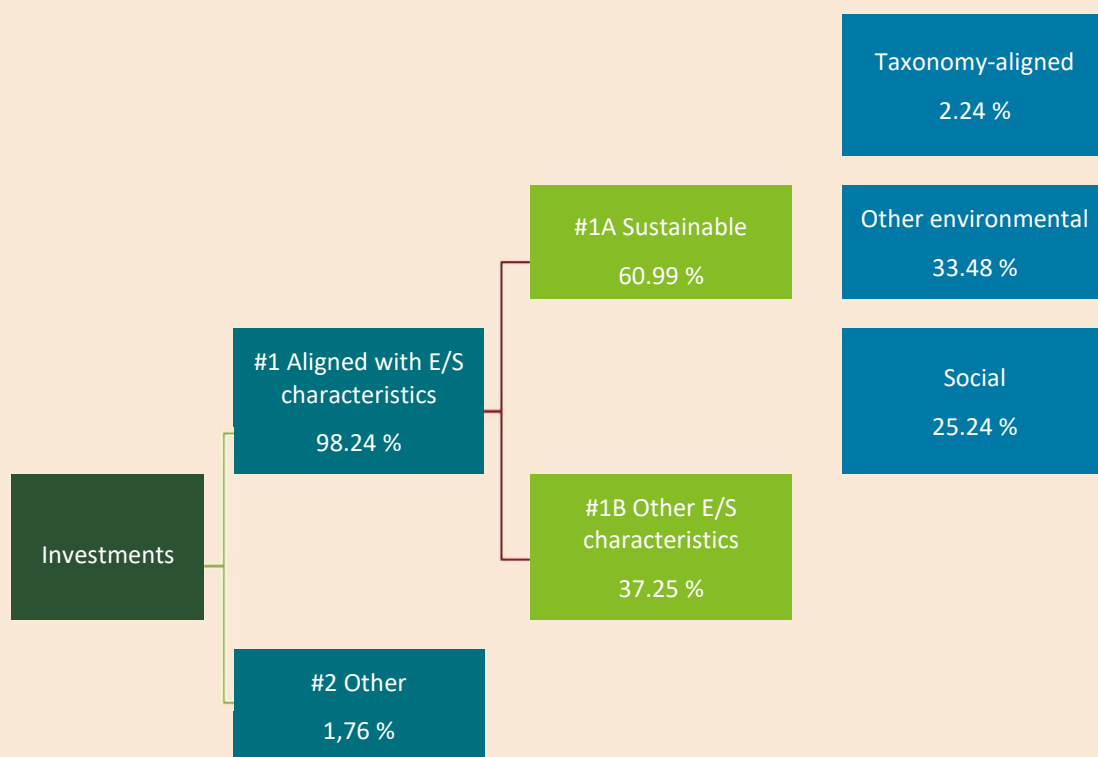 Taxonomy-aligned
2.24 %
#1A Sustainable
60.99 %
Other environmental
33.48 %
#1 Aligned with E/S
characteristics
98.24 %
Social
25.24 %
Investments
#1B Other E/S
characteristics
37.25 %
#2 Other
1,76 %